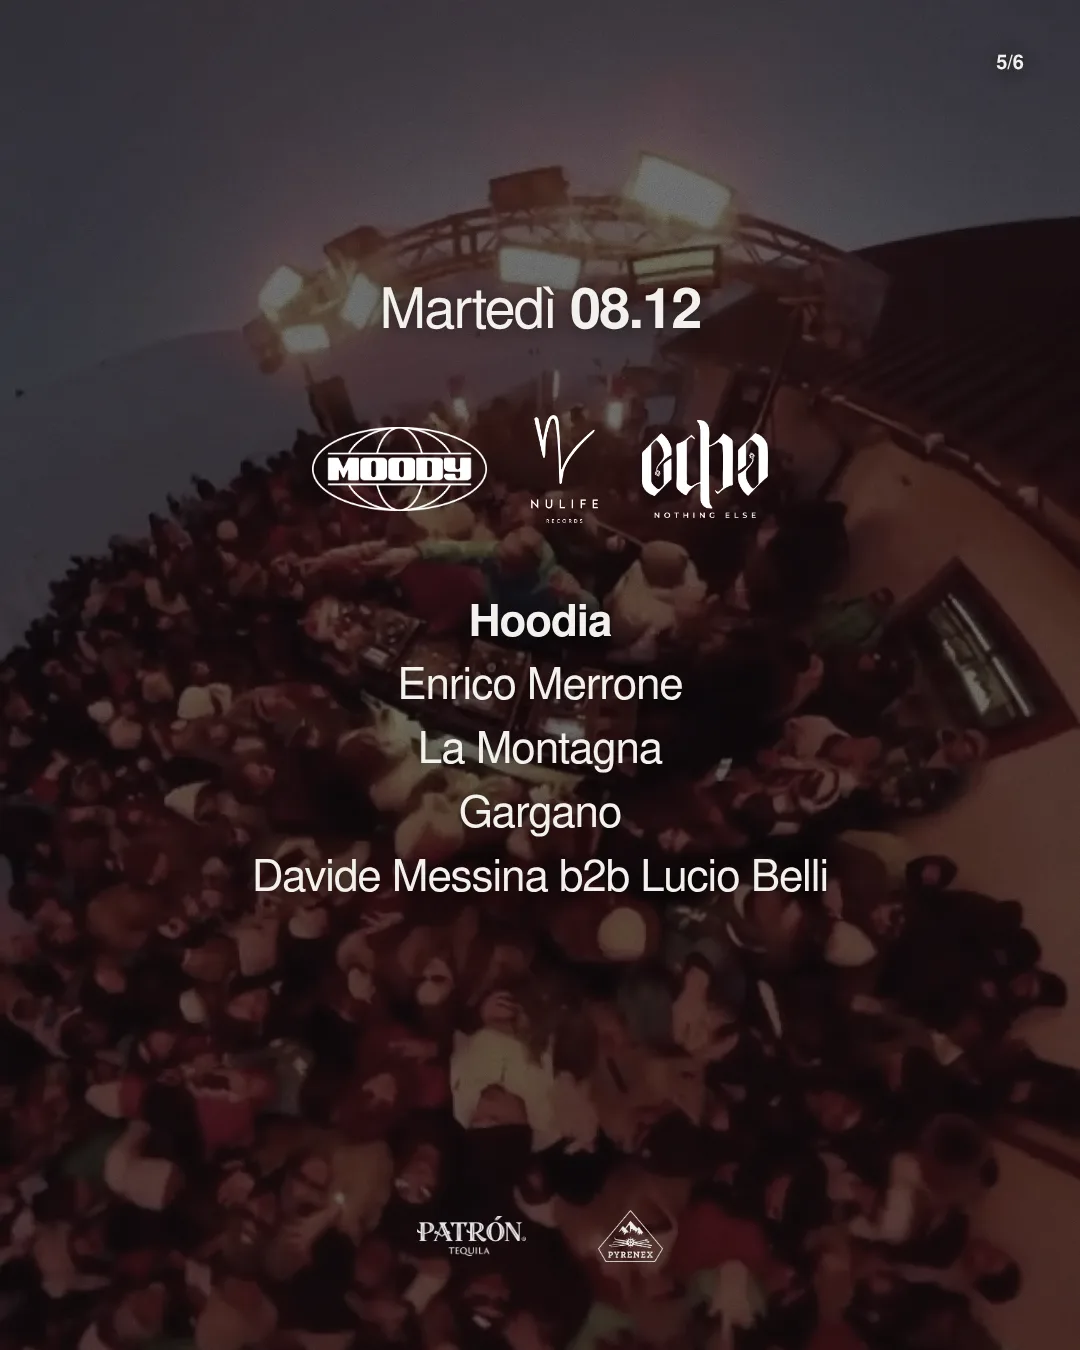 5/6
Martedì 08.12
MOODY
NULIFE
RECORDS
echo
NOTHING ELSE
Hoodia
Enrico Merrone
La Montagna
Gargano
Davide Messina b2b Lucio Belli
PATRÓN
TEQUILA
PYRENEX